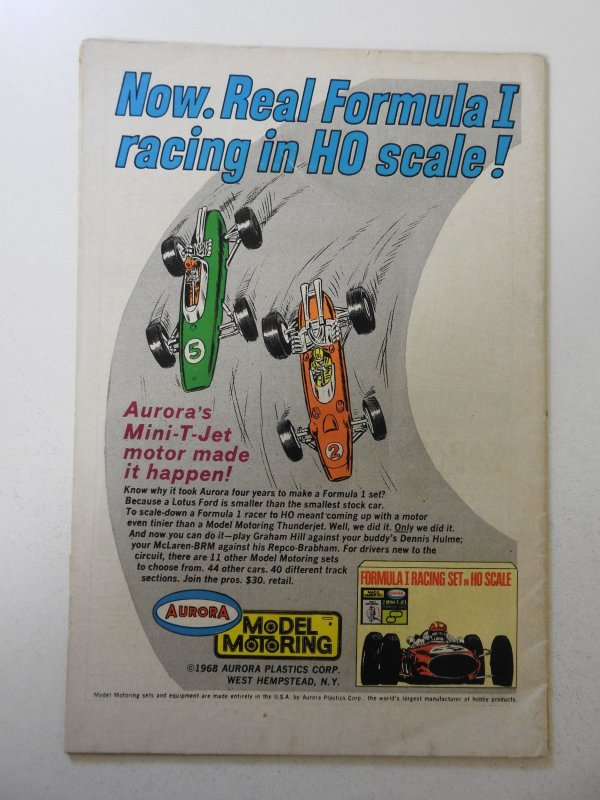 Now. Real Formula I
racing in HO scale!
5
2
Aurora's
Mini-T-Jet
motor made
it happen!
Know why it took Aurora four years to make a Formula 1 set?
Because a Lotus Ford is smaller than the smallest stock car.
To scale-down a Formula 1 racer to HO meant coming up with a motor
even tinier than a Model Motoring Thunderjet. Well, we did it. Only we did it.
And now you can do it—play Graham Hill against your buddy's Dennis Hulme;
your McLaren-BRM against his Repco-Brabham. For drivers new to the
circuit, there are 11 other Model Motoring sets
to choose from. 44 other cars. 40 different track
sections. Join the pros. $30. retail.
FORMULA I RACING SET IN HO SCALE
AURORA
MODEL
MOTORING
©1968 AURORA PLASTICS CORP.
WEST HEMPSTEAD, N.Y.
Model Motoring sets and equipment are made entirely in the U.S.A. by Aurora Plastics Corp., the world's largest manufacturer of hobby products.